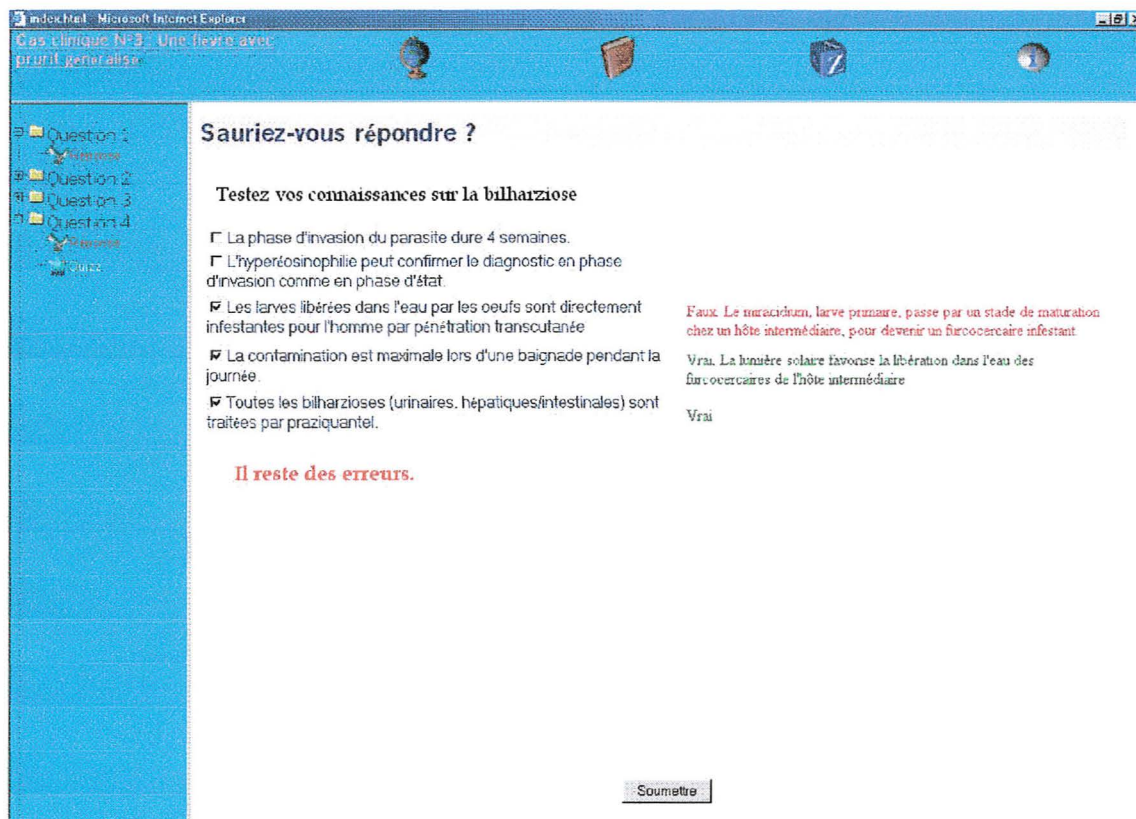 index.html - Microsoft Internet Explorer
Cas clinique N°3 : Une fievre avec
prurit generalise
Question 1
Question 2
Question 3
Question 4
Quizz
Sauriez-vous répondre ?
Testez vos connaissances sur la bilharziose
La phase d'invasion du parasite dure 4 semaines.
L'hyperéosinophilie peut confirmer le diagnostic en phase
d'invasion comme en phase d'état.
Les larves libérées dans l'eau par les oeufs sont directement
infestantes pour l'homme par pénétration transcutanée
Faux. Le miracidium, larve primaire, passe par un stade de maturation
chez un hôte intermédiaire, pour devenir un furcocercaire infestant
La contamination est maximale lors d'une baignade pendant la
journée.
Vrai. La lumière solaire favorise la libération dans l'eau des
furcocercaires de l'hôte intermédiaire
Toutes les bilharzioses (urinaires, hépatiques/intestinales) sont
traitées par praziquantel.
Vrai
Il reste des erreurs.
Soumettre